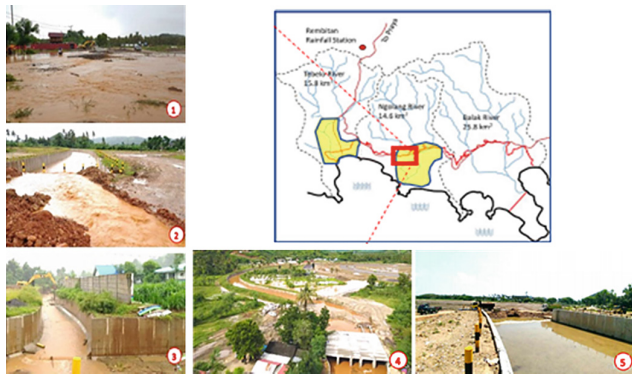 1
2
3
4
5
Rembitan
Rainfall Station
To Praya
Tebelo River
15.8 km²
Ngolang River
14.6 km²
Balak River
25.8 km²